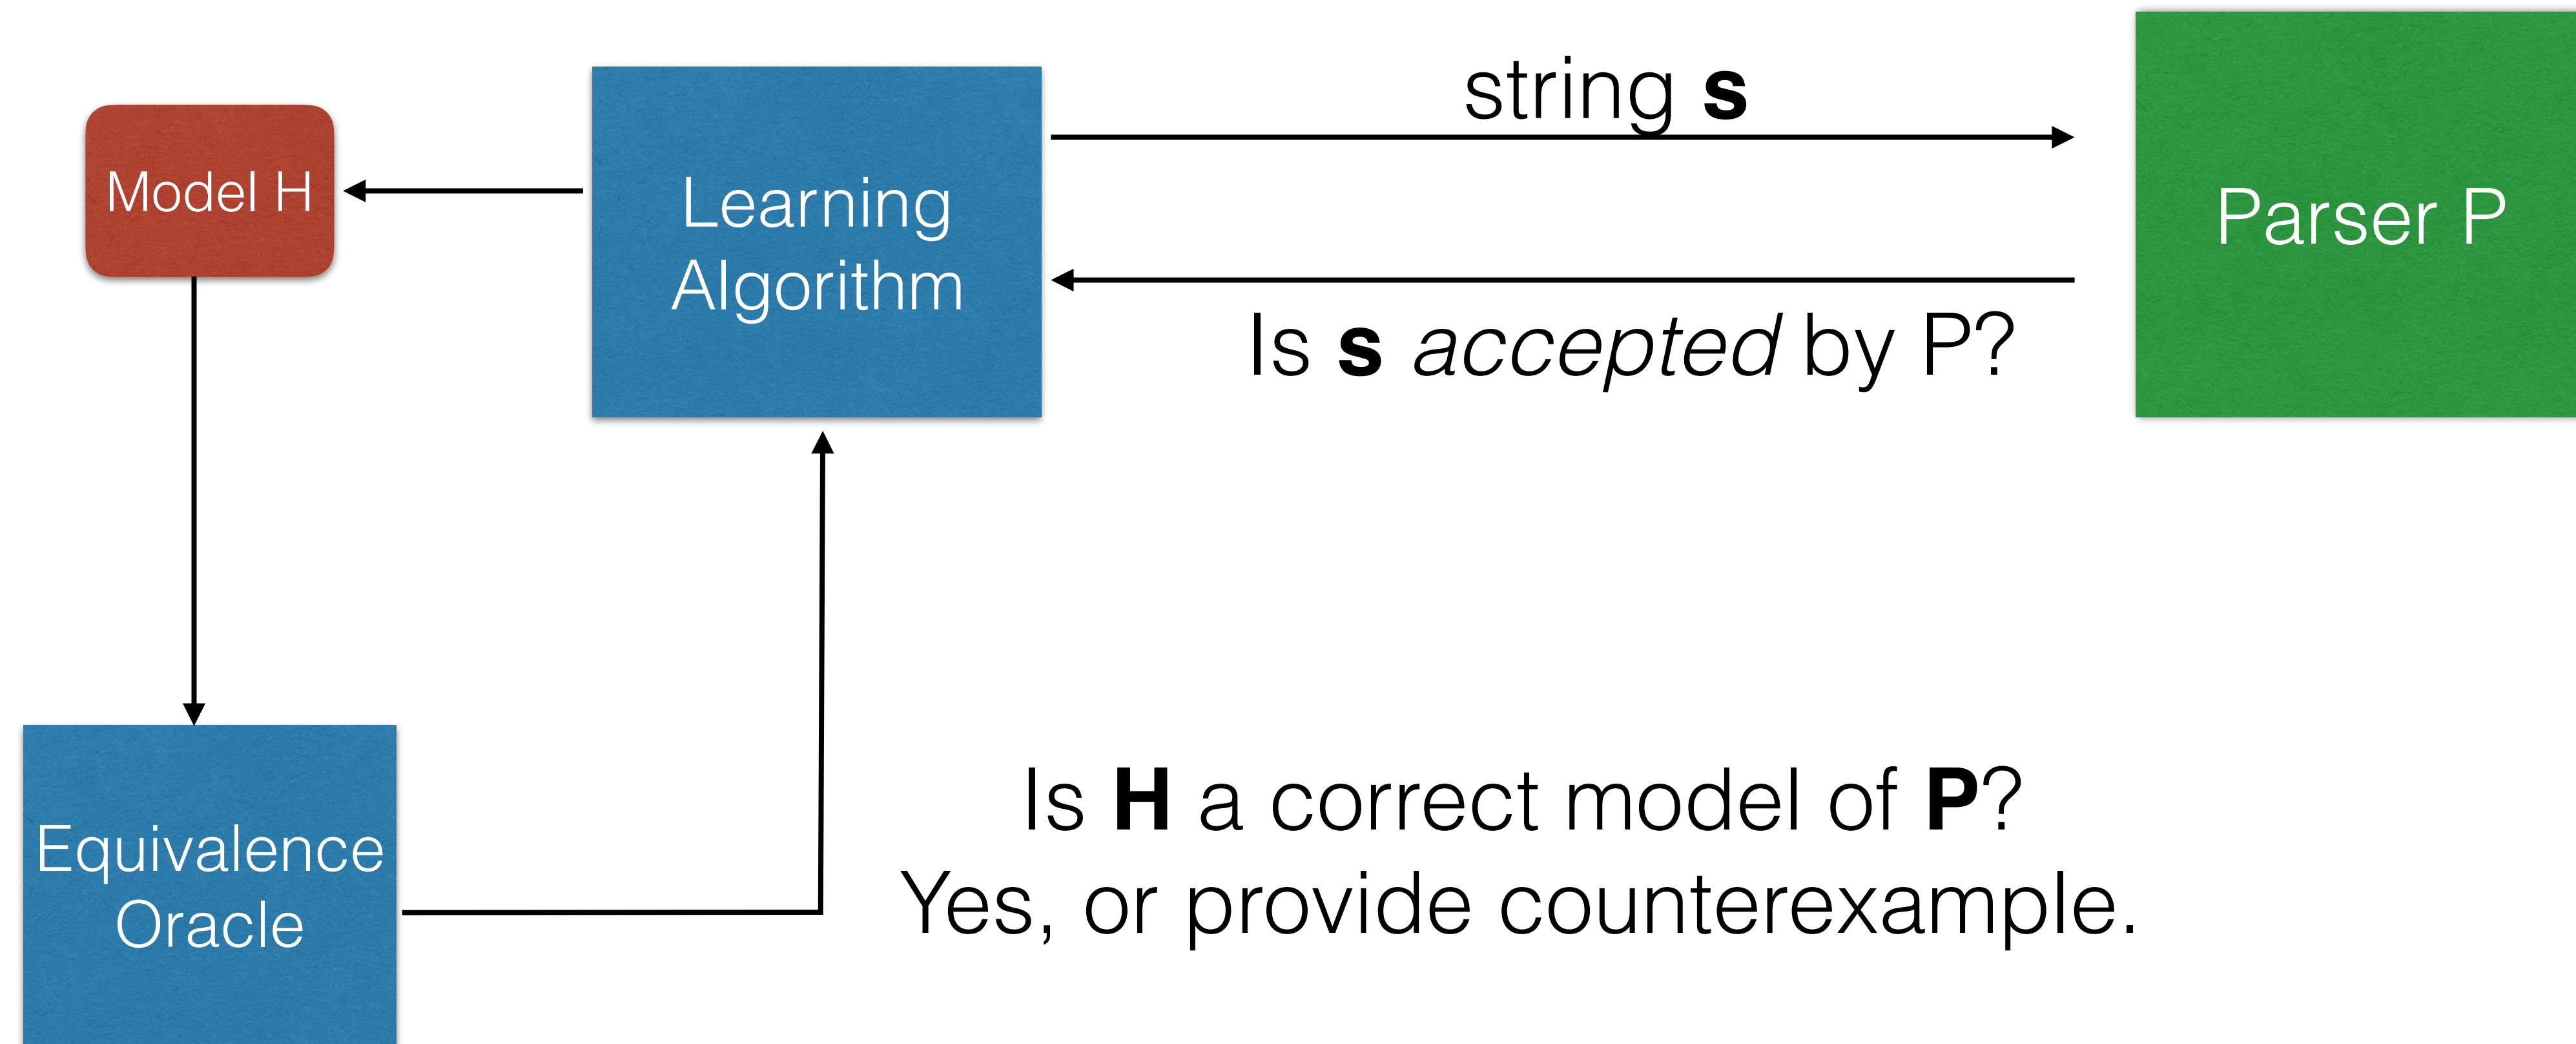 string s
Model H
Learning
Algorithm
Parser P
Is s accepted by P?
Equivalence
Oracle
Is H a correct model of P?
Yes, or provide counterexample.